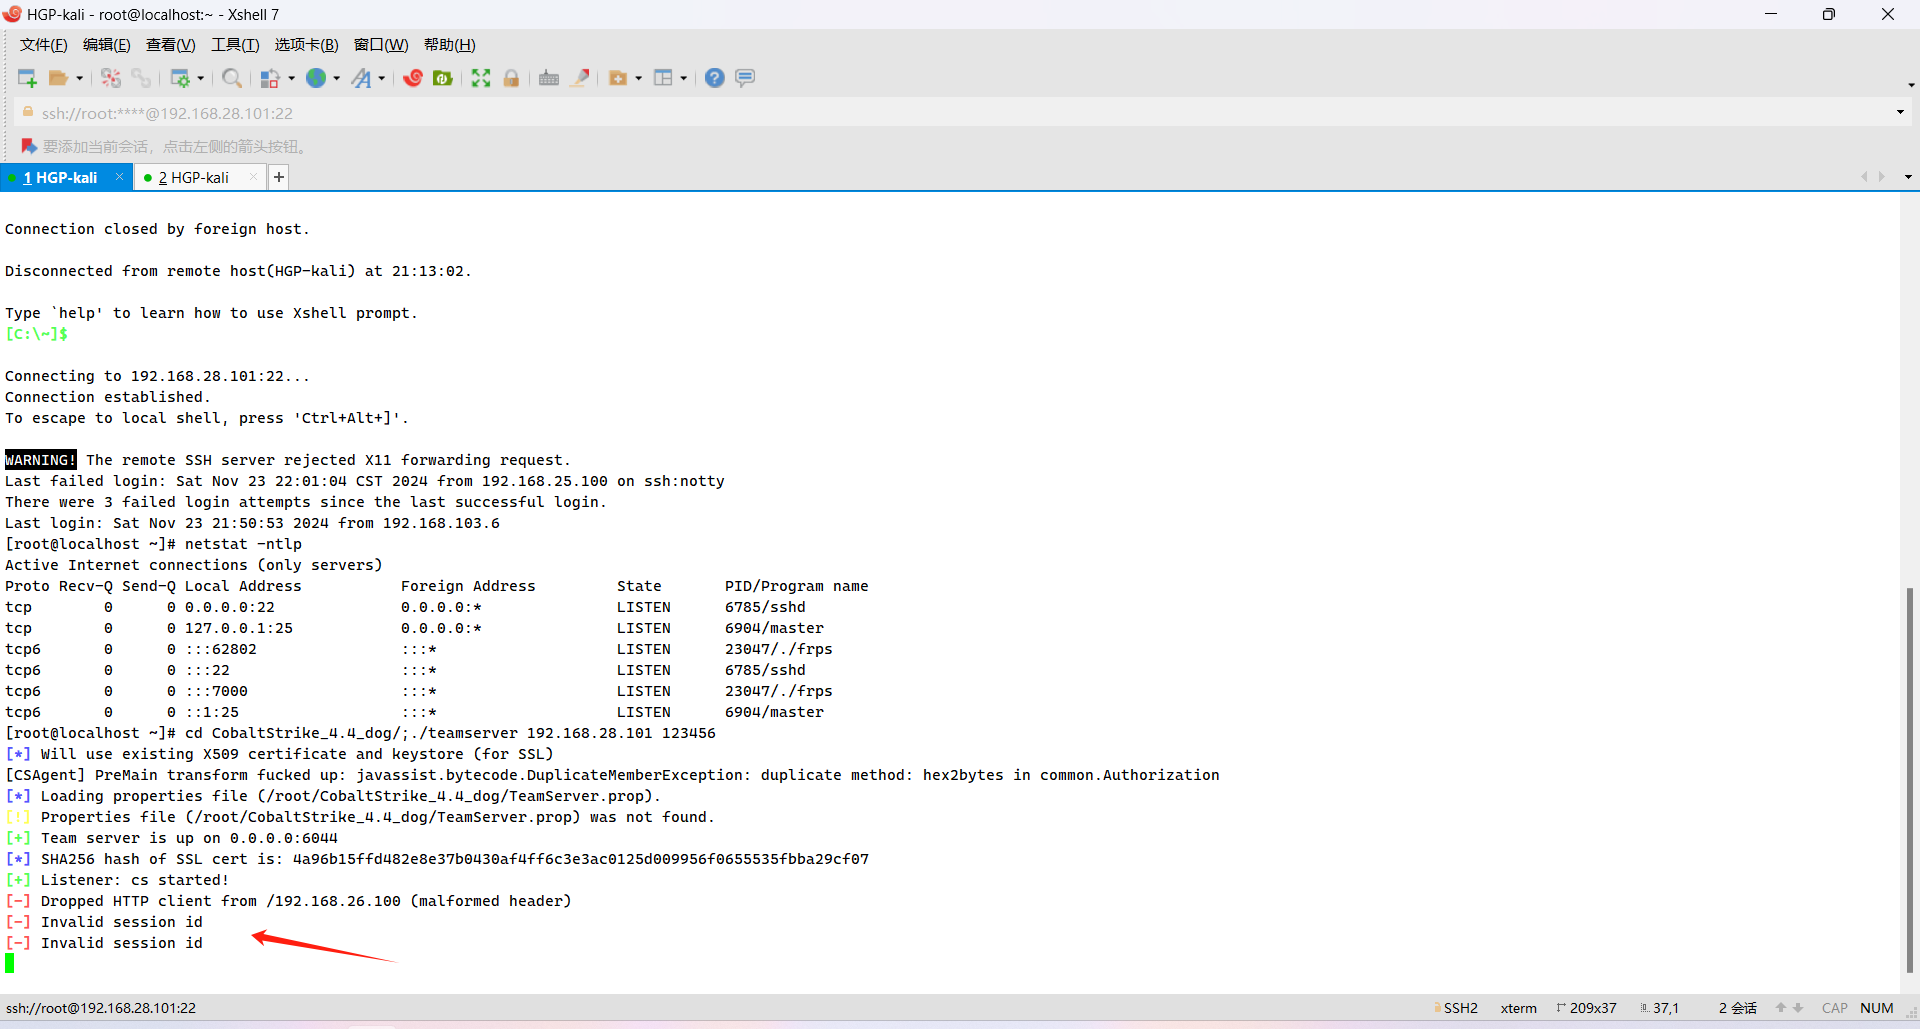 HGP-kali - root@localhost:~ - Xshell 7
文件(F) 编辑(E) 查看(V) 工具(T) 选项卡(B) 窗口(W) 帮助(H)
ssh://root:****@192.168.28.101:22
要添加当前会话，点击左侧的箭头按钮。
1 HGP-kali × 2 HGP-kali × +
Connection closed by foreign host.
Disconnected from remote host(HGP-kali) at 21:13:02.
Type `help' to learn how to use Xshell prompt.
[C:\~]$
Connecting to 192.168.28.101:22...
Connection established.
To escape to local shell, press 'Ctrl+Alt+]'.
WARNING! The remote SSH server rejected X11 forwarding request.
Last failed login: Sat Nov 23 22:01:04 CST 2024 from 192.168.25.100 on ssh:notty
There were 3 failed login attempts since the last successful login.
Last login: Sat Nov 23 21:50:53 2024 from 192.168.103.6
[root@localhost ~]# netstat -ntlp
Active Internet connections (only servers)
Proto Recv-Q Send-Q Local Address           Foreign Address         State       PID/Program name
tcp        0      0 0.0.0.0:22              0.0.0.0:*               LISTEN      6785/sshd
tcp        0      0 127.0.0.1:25            0.0.0.0:*               LISTEN      6904/master
tcp6       0      0 :::62802                :::*                    LISTEN      23047/./frps
tcp6       0      0 :::22                   :::*                    LISTEN      6785/sshd
tcp6       0      0 :::7000                 :::*                    LISTEN      23047/./frps
tcp6       0      0 ::1:25                  :::*                    LISTEN      6904/master
[root@localhost ~]# cd CobaltStrike_4.4_dog/;./teamserver 192.168.28.101 123456
[*] Will use existing X509 certificate and keystore (for SSL)
[CSAgent] PreMain transform fucked up: javassist.bytecode.DuplicateMemberException: duplicate method: hex2bytes in common.Authorization
[*] Loading properties file (/root/CobaltStrike_4.4_dog/TeamServer.prop).
[!] Properties file (/root/CobaltStrike_4.4_dog/TeamServer.prop) was not found.
[+] Team server is up on 0.0.0.0:6044
[*] SHA256 hash of SSL cert is: 4a96b15ffd482e8e37b0430af4ff6c3e3ac0125d009956f0655535fbba29cf07
[+] Listener: cs started!
[-] Dropped HTTP client from /192.168.26.100 (malformed header)
[-] Invalid session id
[-] Invalid session id
ssh://root@192.168.28.101:22 SSH2 xterm 209x37 37,1 2 会话 CAP NUM